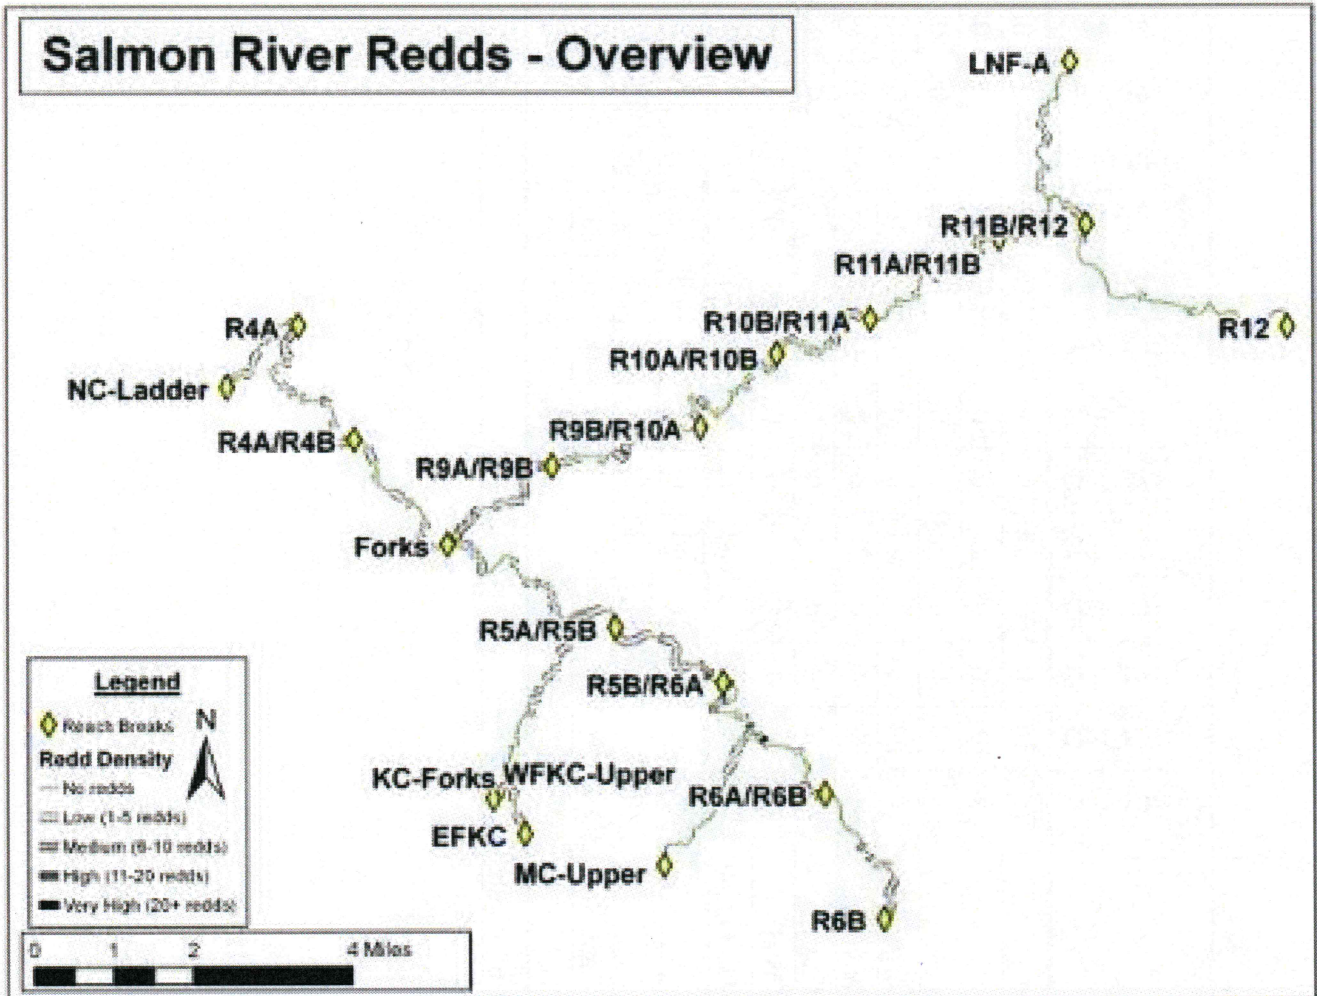 Salmon River Redds - Overview
LNF-A
R11B/R12
R11A/R11B
R10B/R11A
R12
R4A
R10A/R10B
NC-Ladder
R9B/R10A
R4A/R4B
R9A/R9B
Forks
R5A/R5B
R5B/R6A
KC-Forks WFKC-Upper
R6A/R6B
EFKC
MC-Upper
R6B
Legend
Reach Breaks N
Redd Density
No redds
Low (1-5 redds)
Medium (6-10 redds)
High (11-20 redds)
Very High (20+ redds)
0 1 2 4 Miles